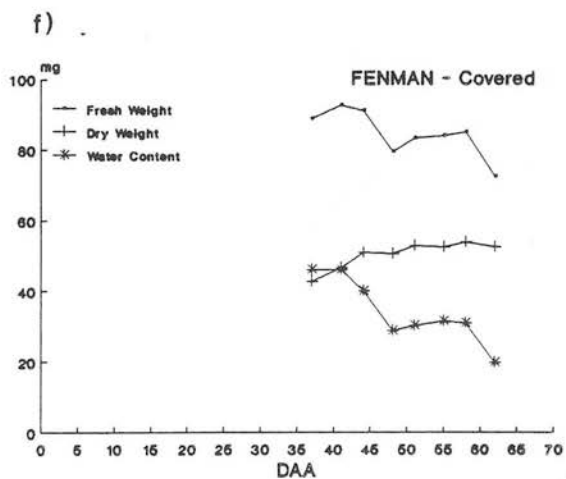 f)
mg
FENMAN - Covered
Fresh Weight
Dry Weight
Water Content
100
80
60
40
20
0
0 5 10 15 20 25 30 35 40 45 50 55 60 65 70
DAA